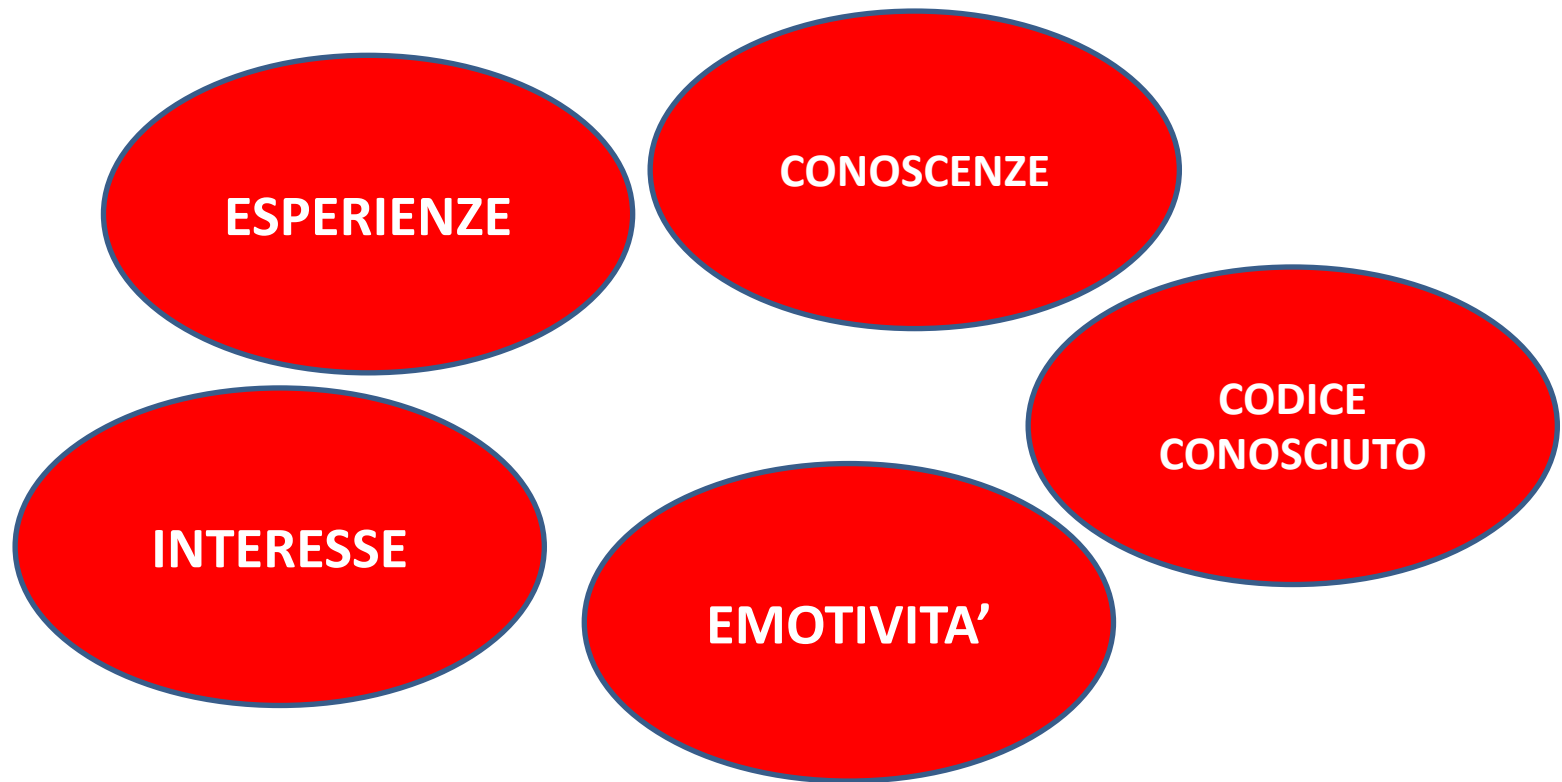 ESPERIENZE
CONOSCENZE
CODICE
CONOSCIUTO
INTERESSE
EMOTIVITA’